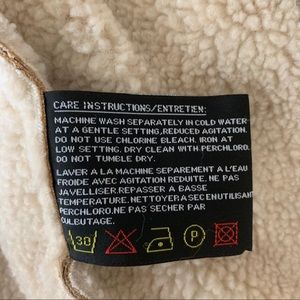 CARE INSTRUCTIONS/ENTRETIEN:
MACHINE WASH SEPARATELY IN COLD WATER
AT A GENTLE SETTING,REDUCED AGITATION.
DO NOT USE CHLORINE BLEACH. IRON AT
LOW SETTING. DRY CLEAN WITH PERCHLORO.
DO NOT TUMBLE DRY.
LAVER A LA MACHINE SEPAREMENT A L'EAU
FROIDE AVEC AGITATION REDUITE. NE PAS
JAVELLISER.REPASSER A BASSE
TEMPERATURE.NETTOYER A SEC EN UTILISANT
PERCHLORO.NE PAS SECHER PAR
CULBUTAGE.
30 P